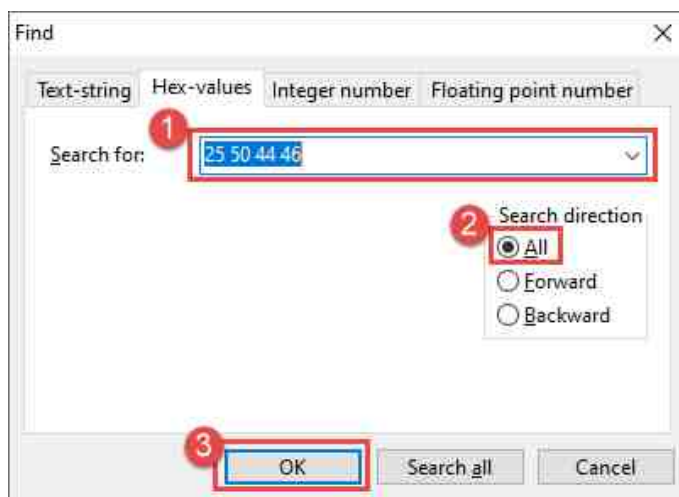 Find
Text-string Hex-values Integer number Floating point number
1
Search for: 25 50 44 46
2 Search direction
All
Forward
Backward
3
OK Search all Cancel